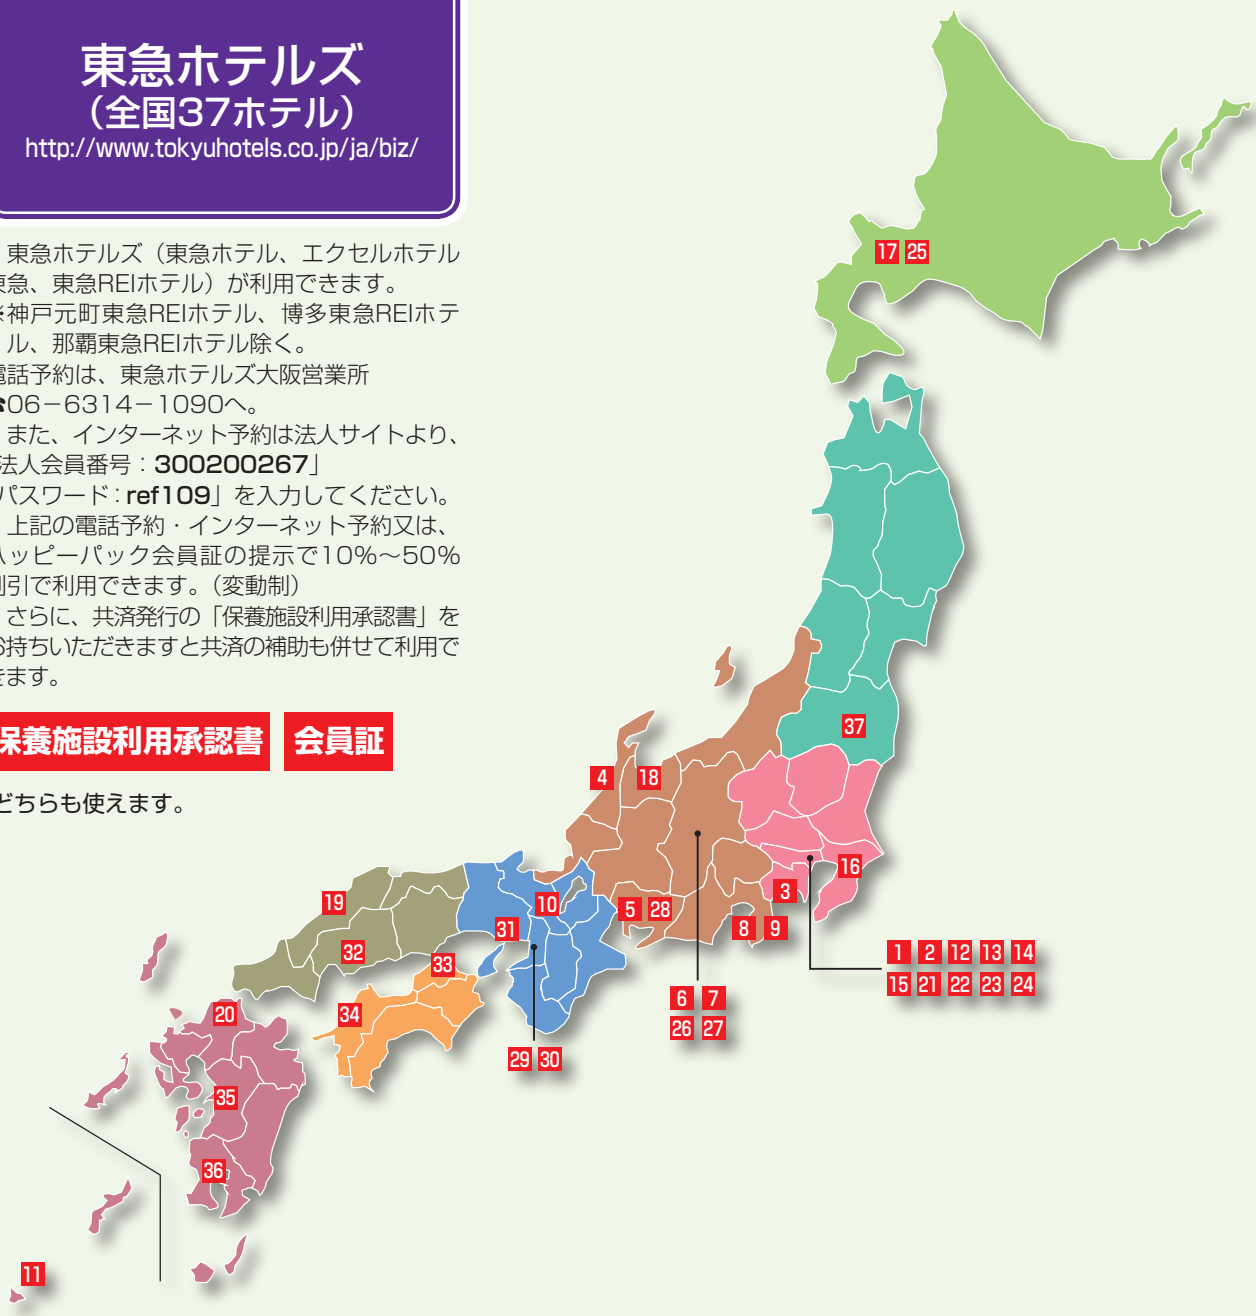 東急ホテルズ
（全国37ホテル）
http://www.tokyuhotels.co.jp/ja/biz/
東急ホテルズ（東急ホテル、エクセルホテル
東急、東急REIホテル）が利用できます。
※神戸元町東急REIホテル、博多東急REIホテ
ル、那覇東急REIホテル除く。
電話予約は、東急ホテルズ大阪営業所
☎06−6314−1090へ。
また、インターネット予約は法人サイトより、
法人会員番号：300200267」
パスワード：ref109」を入力してください。
上記の電話予約・インターネット予約又は、
ハッピーパック会員証の提示で10%〜50%
割引で利用できます。（変動制）
さらに、共済発行の「保養施設利用承認書」を
お持ちいただきますと共済の補助も併せて利用で
きます。
保養施設利用承認書 会員証
どちらも使えます。
17 25
37
4 18
16
3
19
10
5 28
31
8 9
32
33
1 2 12 13 14
15 21 22 23 24
6 7
26 27
20
34
29 30
35
36
11